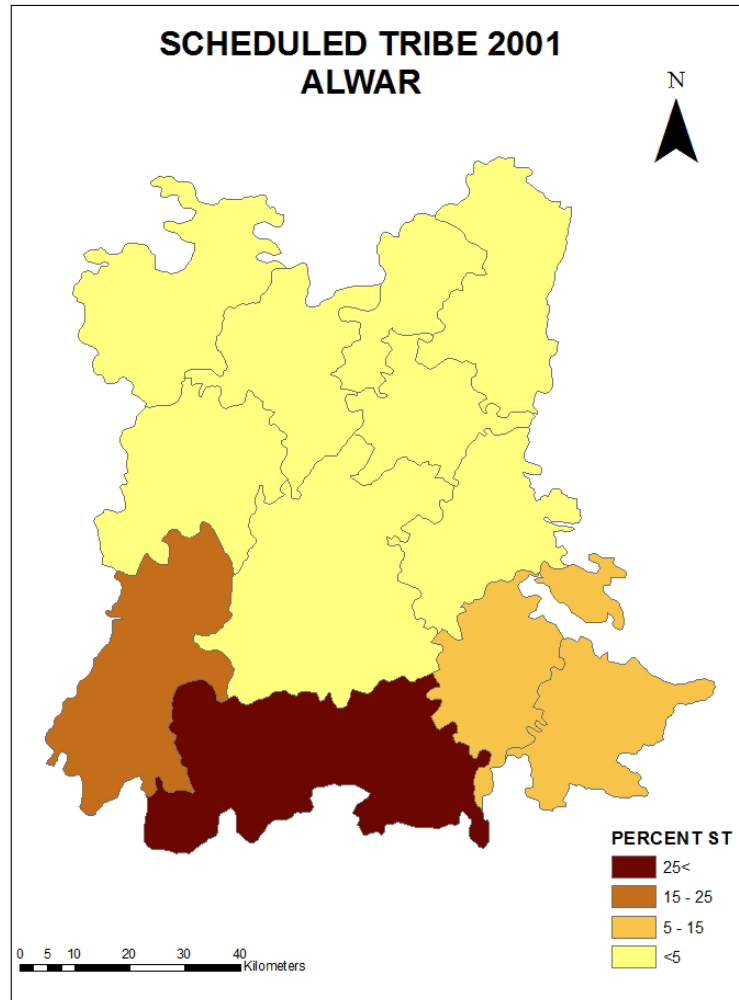 SCHEDULED TRIBE 2001
ALWAR
N
PERCENT ST
25<
15 - 25
5 - 15
<5
0 5 10 20 30 40
Kilometers